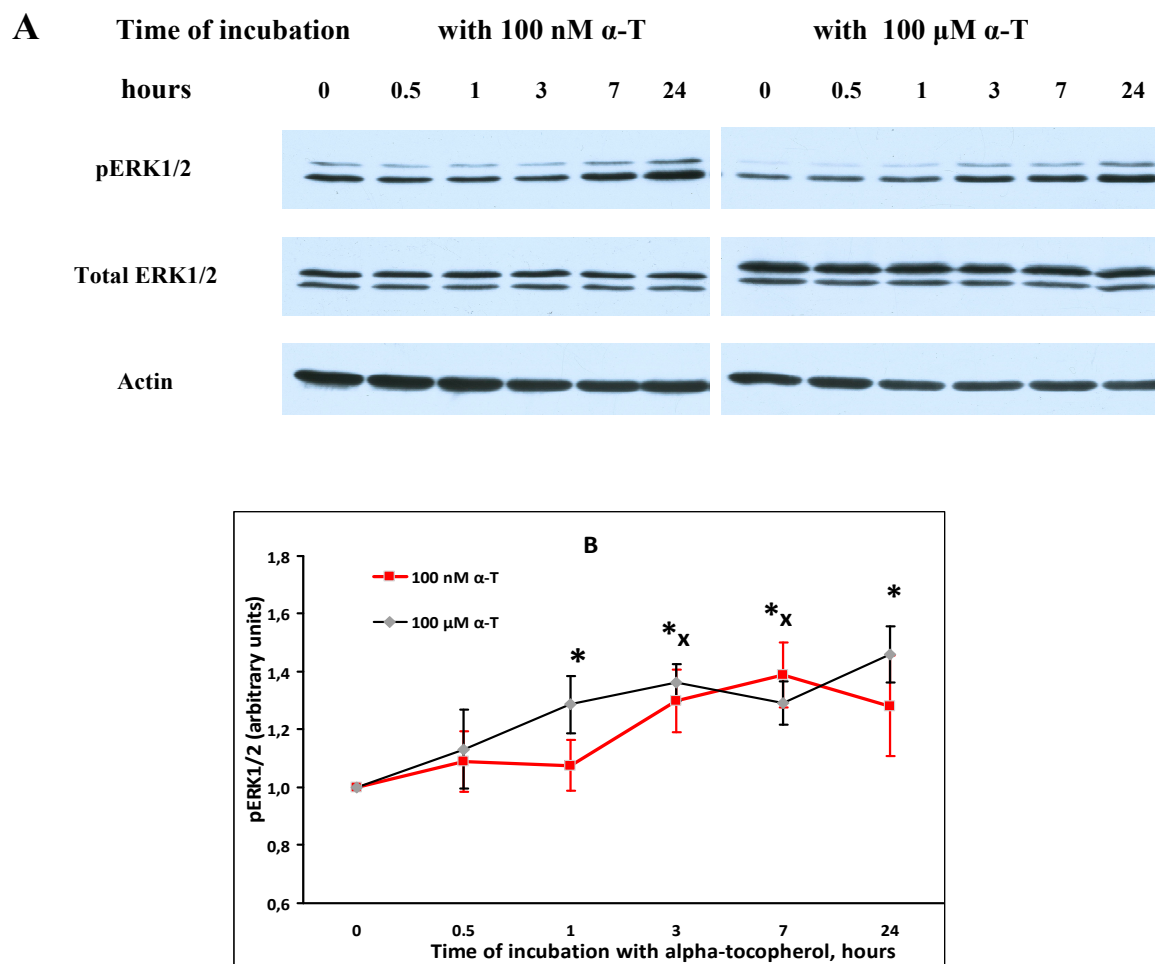 A Time of incubation with 100 nM α-T with 100 µM α-T
hours 0 0.5 1 3 7 24 0 0.5 1 3 7 24
pERK1/2
Total ERK1/2
Actin
B
1,8
1,6
1,4
1,2
1,0
0,8
0,6
pERK1/2 (arbitrary units)
100 nM α-T
100 µM α-T
*
*x
*x
*
0 0.5 1 3 7 24
Time of incubation with alpha-tocopherol, hours